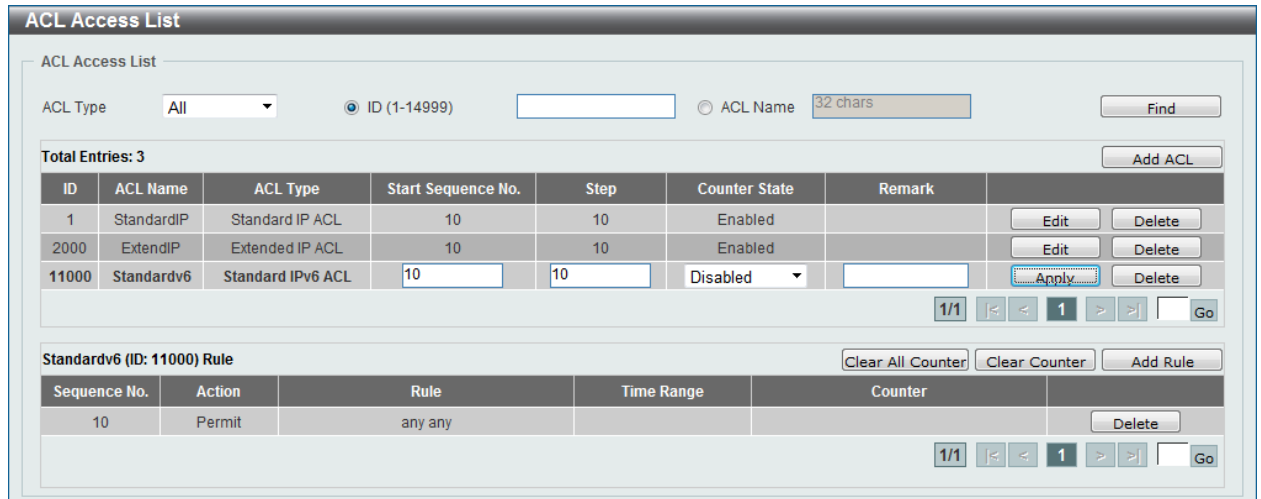 ACL Access List
ACL Access List
ACL Type All ID (1-14999) ACL Name 32 chars Find
Total Entries: 3 Add ACL
ID ACL Name ACL Type Start Sequence No. Step Counter State Remark
1 StandardIP Standard IP ACL 10 10 Enabled Edit Delete
2000 ExtendIP Extended IP ACL 10 10 Enabled Edit Delete
11000 Standardv6 Standard IPv6 ACL 10 10 Disabled Apply Delete
1/1 |< < 1 > >| Go
Standardv6 (ID: 11000) Rule Clear All Counter Clear Counter Add Rule
Sequence No. Action Rule Time Range Counter
10 Permit any any Delete
1/1 |< < 1 > >| Go